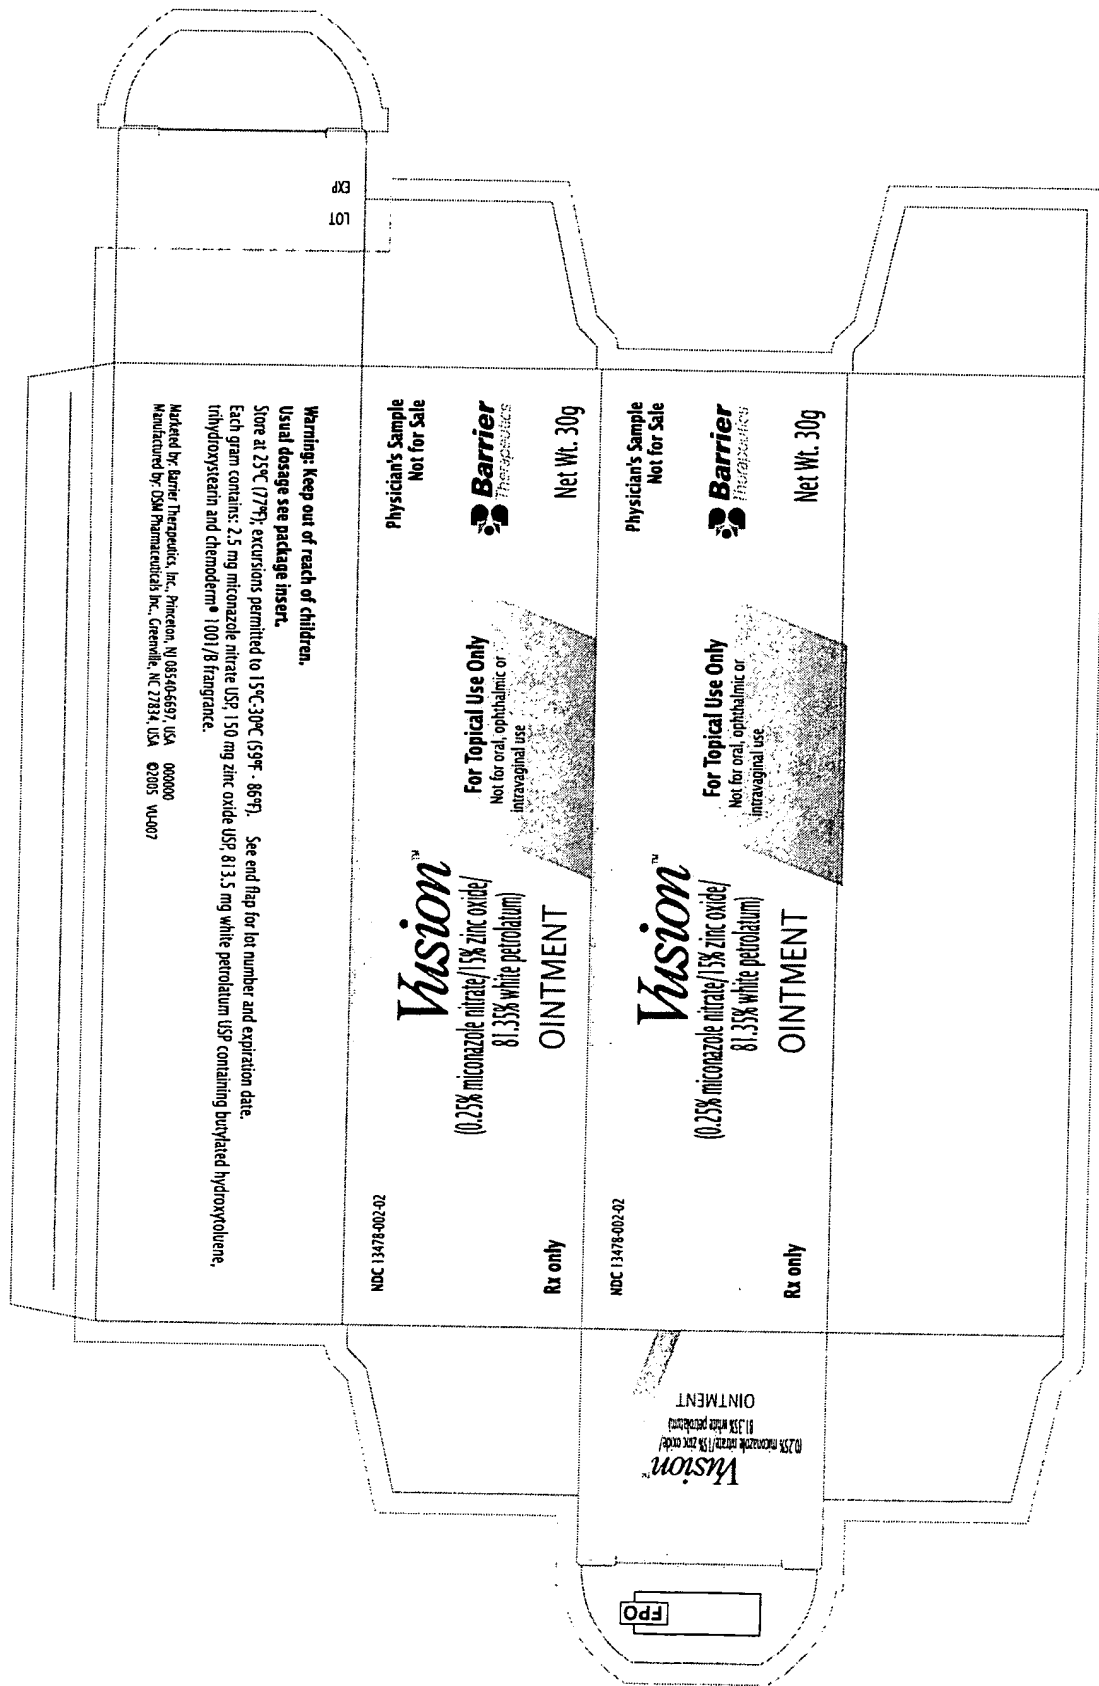 EXP
LOT
Physician's Sample
Not for Sale
Barrier
Therapeutics
Net Wt. 30g
For Topical Use Only
Not for oral, ophthalmic or
intravaginal use
Vusion™
(0.25% miconazole nitrate/15% zinc oxide/
81.35% white petrolatum)
OINTMENT
NDC 13478-002-02
Rx only
Physician's Sample
Not for Sale
Barrier
Therapeutics
Net Wt. 30g
For Topical Use Only
Not for oral, ophthalmic or
intravaginal use
Vusion™
(0.25% miconazole nitrate/15% zinc oxide/
81.35% white petrolatum)
OINTMENT
NDC 13478-002-02
Rx only
Warning: Keep out of reach of children.
Usual dosage see package insert.
Store at 25°C (77°F); excursions permitted to 15°C-30°C (59°F - 86°F). See end flap for lot number and expiration date.
Each gram contains: 2.5 mg miconazole nitrate USP, 150 mg zinc oxide USP, 813.5 mg white petrolatum USP containing butylated hydroxytoluene,
trihydroxystearin and chemoderm® 1001/B frangrance.
Marketed by: Barrier Therapeutics, Inc., Princeton, NJ 08540-6697, USA 000000
Manufactured by: DSM Pharmaceuticals Inc., Greenville, NC 27834, USA ©2005 VU-007
Vusion™
(0.25% miconazole nitrate/15% zinc oxide/
81.35% white petrolatum)
OINTMENT
FPO